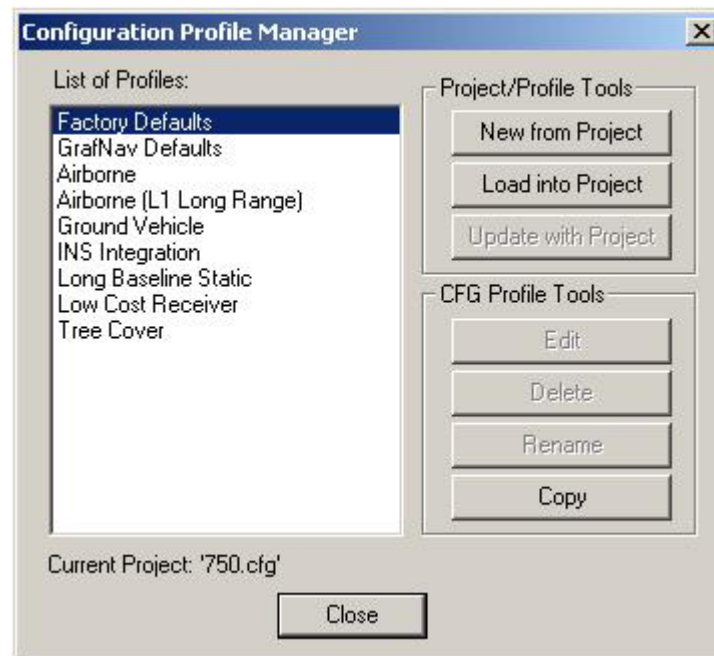 Configuration Profile Manager
List of Profiles:
Factory Defaults
GrafNav Defaults
Airborne
Airborne (L1 Long Range)
Ground Vehicle
INS Integration
Long Baseline Static
Low Cost Receiver
Tree Cover
Project/Profile Tools
New from Project
Load into Project
Update with Project
CFG Profile Tools
Edit
Delete
Rename
Copy
Current Project: '750.cfg'
Close